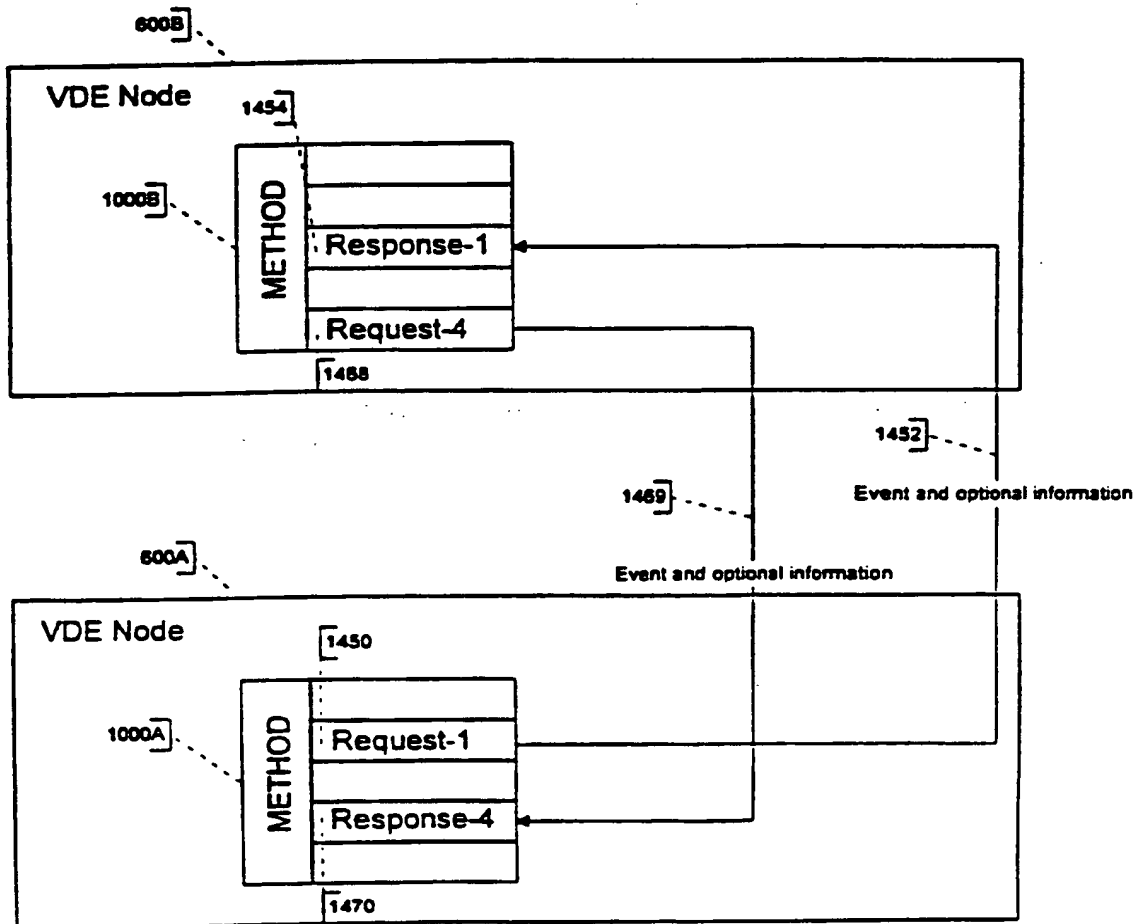 600B
VDE Node
1454
1000B
METHOD
Response-1
Request-4
1468
1452
Event and optional information
1469
600A
Event and optional information
VDE Node
1450
1000A
METHOD
Request-1
Response-4
1470